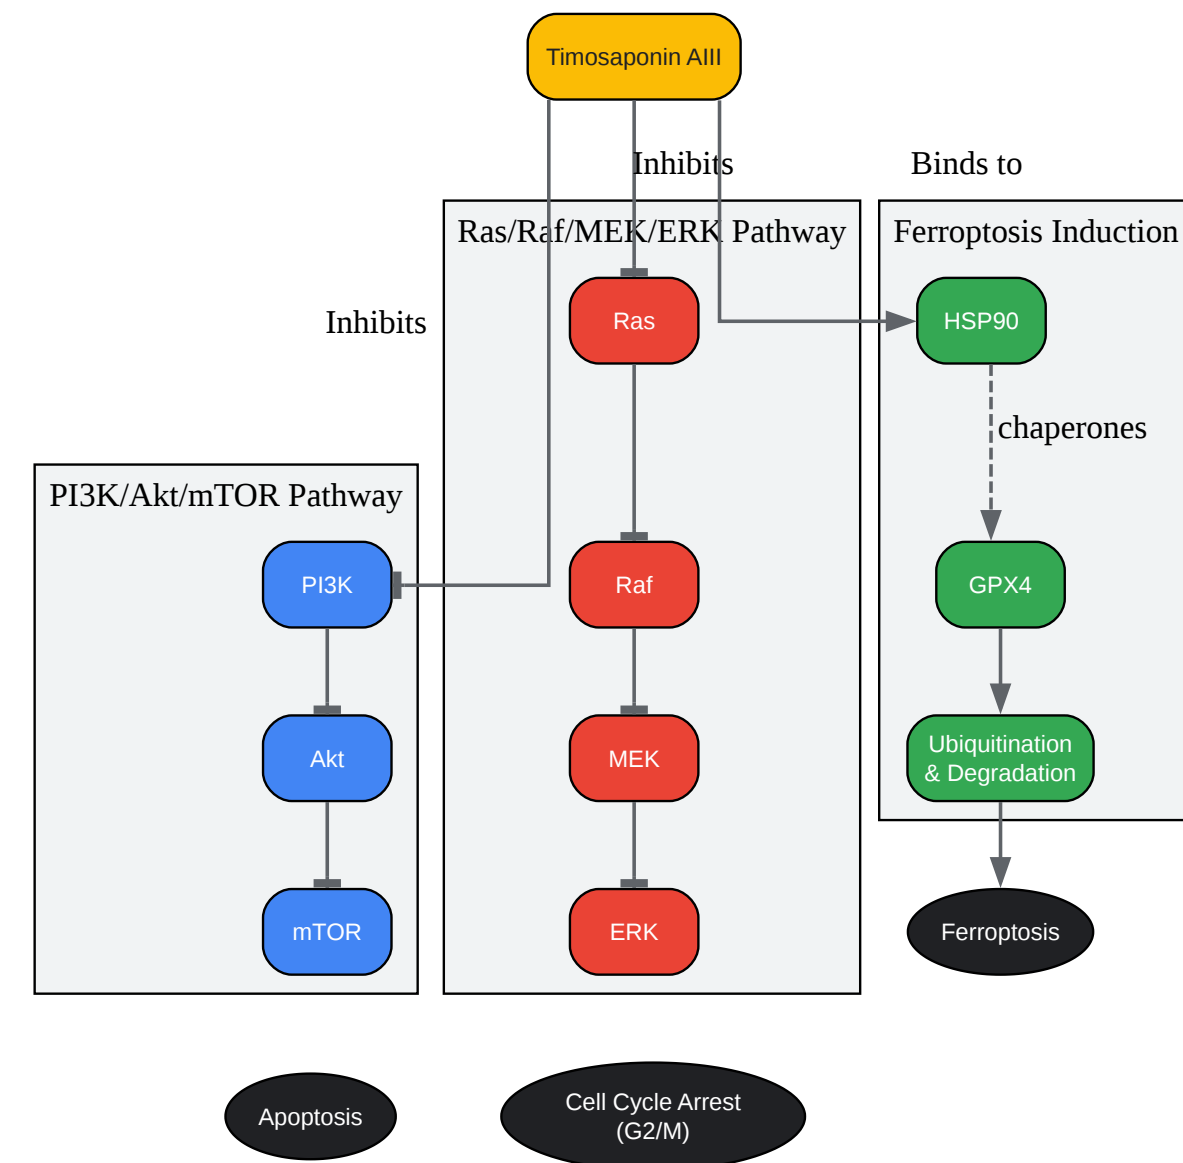 Timosaponin AIII
Inhibits
Binds to
Ras/Raf/MEK/ERK Pathway
Ferroptosis Induction
Inhibits
Ras
HSP90
chaperones
PI3K/Akt/mTOR Pathway
PI3K
Raf
GPX4
Akt
MEK
Ubiquitination
& Degradation
mTOR
ERK
Ferroptosis
Apoptosis
Cell Cycle Arrest
(G2/M)